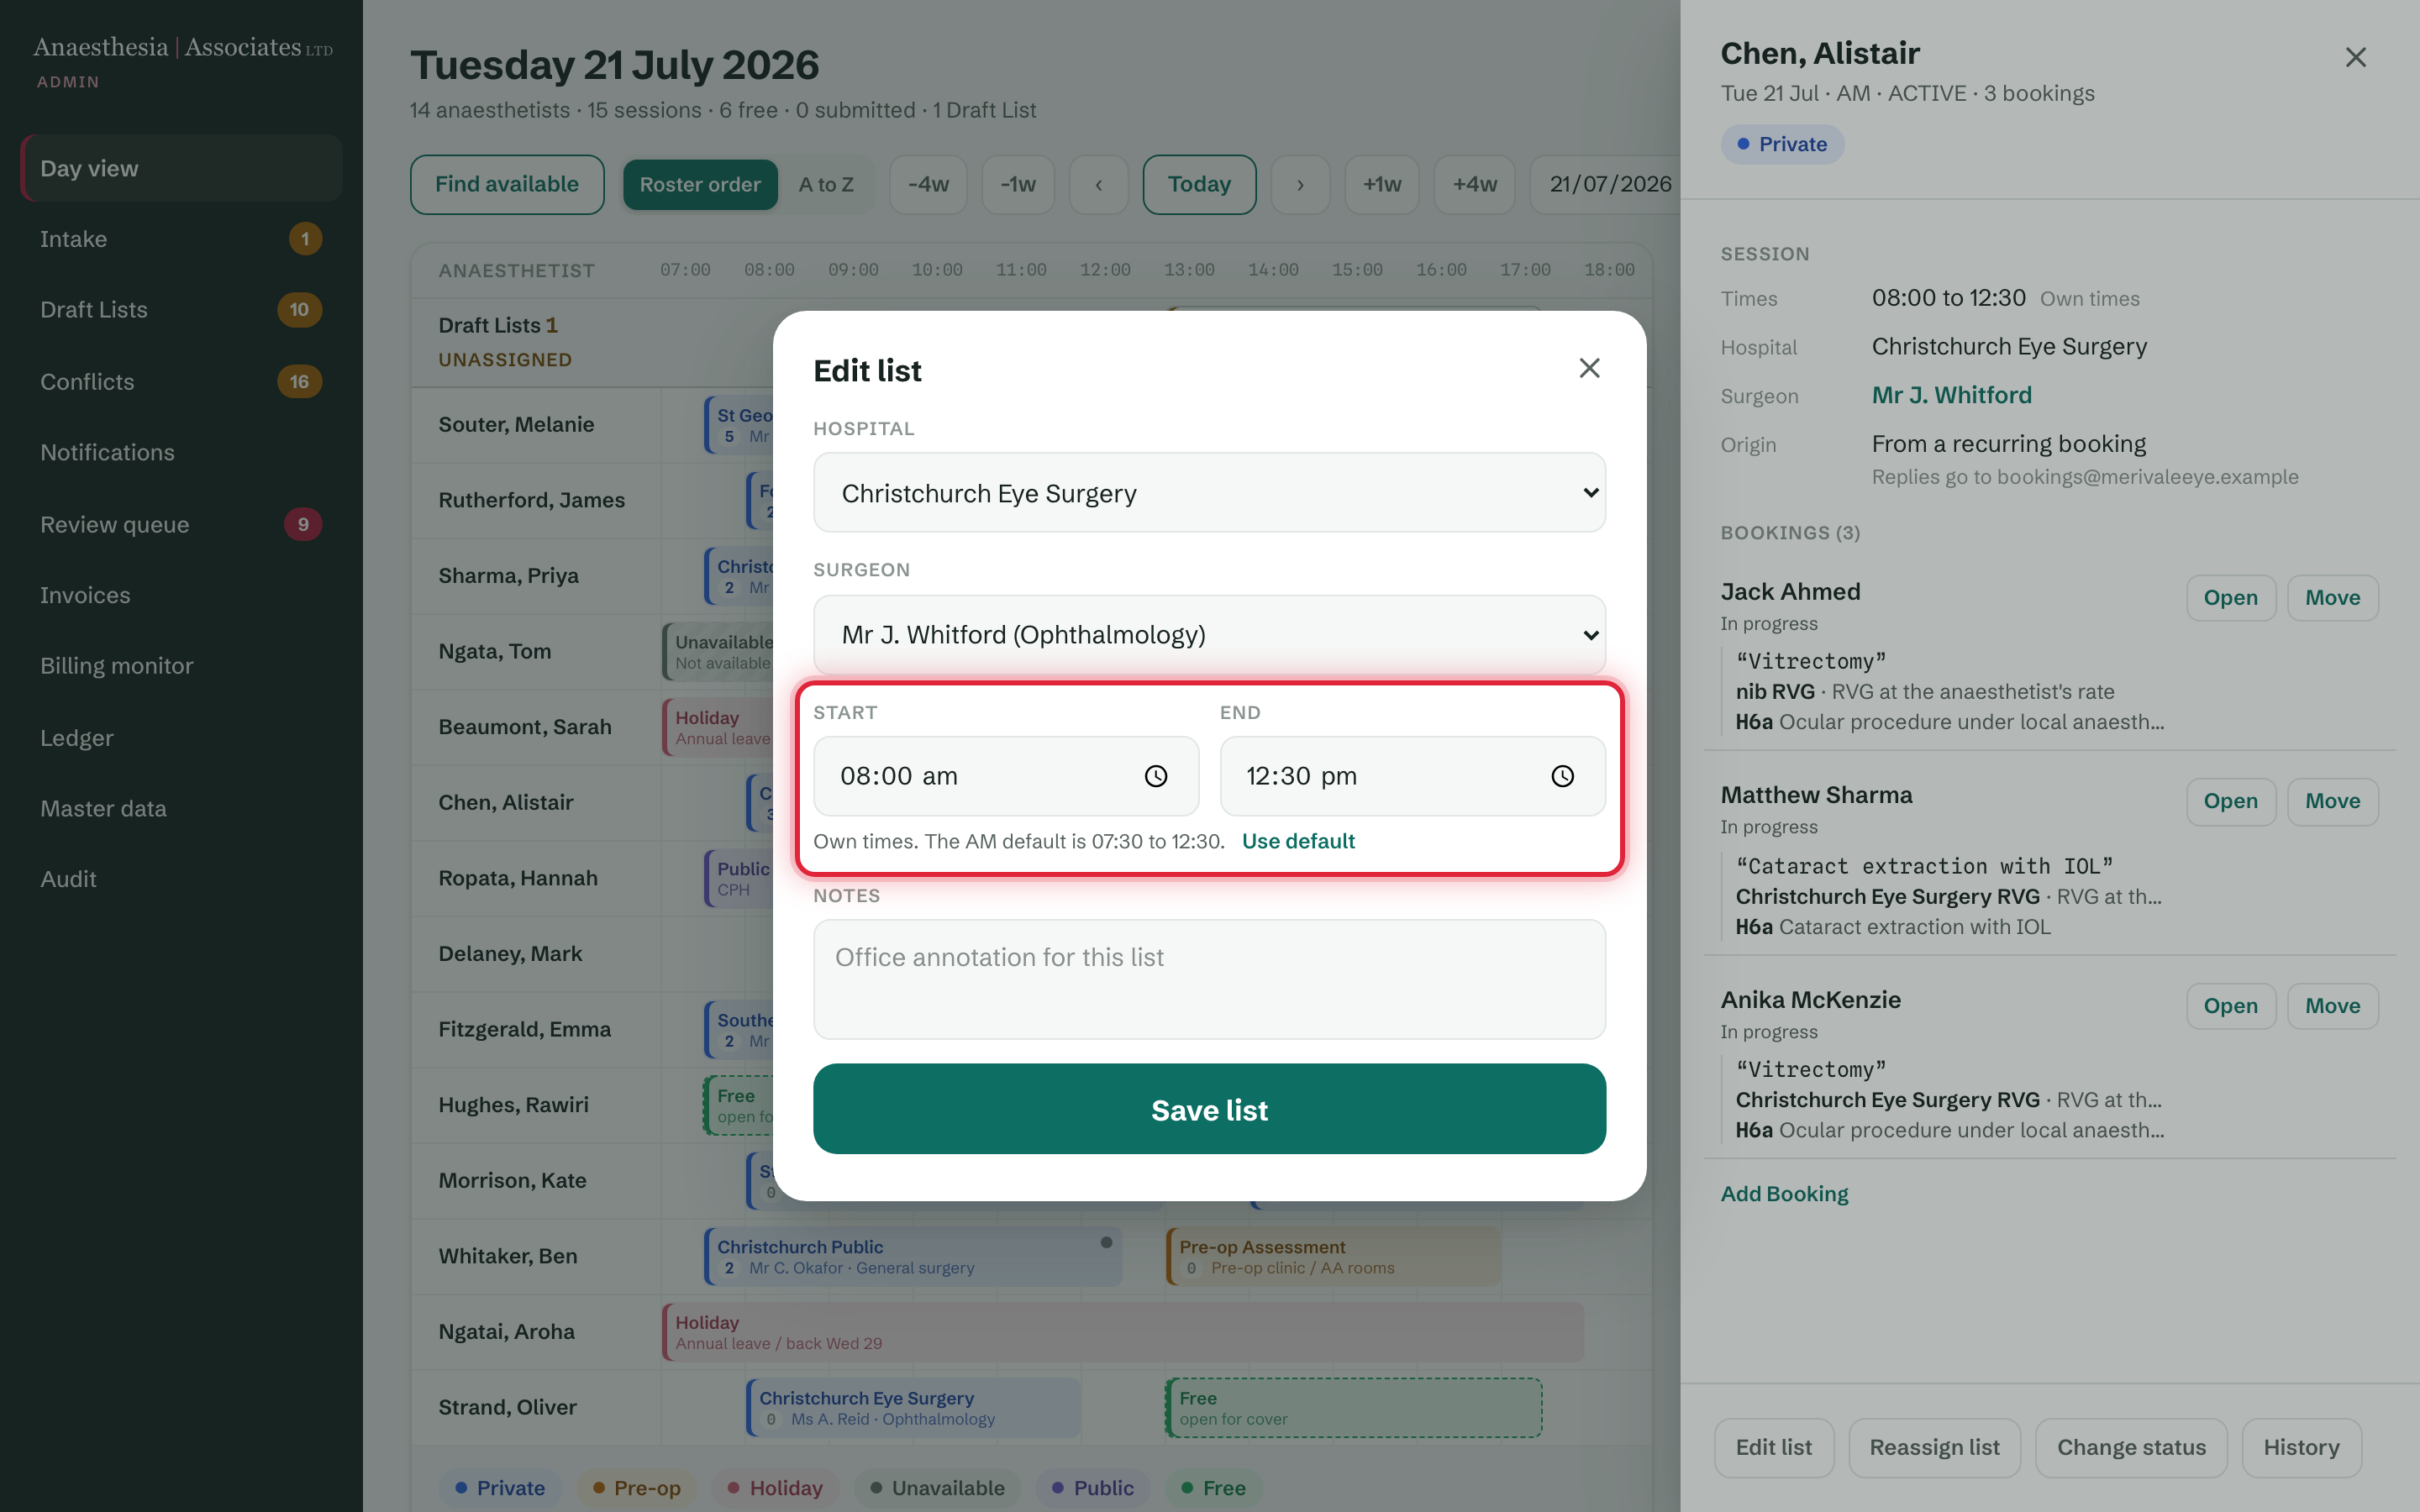 Anaesthesia | Associates LTD
ADMIN
Day view
Intake 1
Draft Lists 10
Conflicts 16
Notifications
Review queue 9
Invoices
Billing monitor
Ledger
Master data
Audit
Tuesday 21 July 2026
14 anaesthetists · 15 sessions · 6 free · 0 submitted · 1 Draft List
Find available
Roster order
A to Z
-4w
-1w
‹
Today
›
+1w
+4w
21/07/2026
ANAESTHETIST 07:00 08:00 09:00 10:00 11:00 12:00 13:00 14:00 15:00 16:00 17:00 18:00
Draft Lists 1
UNASSIGNED
Souter, Melanie
St Geo
5 Mr
Rutherford, James
2
Sharma, Priya
Christc
2 Mr
Ngata, Tom
Unavailable
Not available
Beaumont, Sarah
Holiday
Annual leave
Chen, Alistair
C
3
Ropata, Hannah
Public
CPH
Delaney, Mark
Fitzgerald, Emma
Southe
2 Mr
Hughes, Rawiri
Free
open fo
Morrison, Kate
0
Whitaker, Ben
Christchurch Public
2 Mr C. Okafor · General surgery
Pre-op Assessment
0 Pre-op clinic / AA rooms
Ngatai, Aroha
Holiday
Annual leave / back Wed 29
Strand, Oliver
Christchurch Eye Surgery
0 Ms A. Reid · Ophthalmology
Free
open for cover
Private
Pre-op
Holiday
Unavailable
Public
Free
Edit list
HOSPITAL
Christchurch Eye Surgery
SURGEON
Mr J. Whitford (Ophthalmology)
START END
08:00 am 12:30 pm
Own times. The AM default is 07:30 to 12:30. Use default
NOTES
Office annotation for this list
Save list
Chen, Alistair
Tue 21 Jul · AM · ACTIVE · 3 bookings
Private
SESSION
Times 08:00 to 12:30 Own times
Hospital Christchurch Eye Surgery
Surgeon Mr J. Whitford
Origin From a recurring booking
Replies go to bookings@merivaleeye.example
BOOKINGS (3)
Jack Ahmed Open Move
In progress
“Vitrectomy”
nib RVG · RVG at the anaesthetist's rate
H6a Ocular procedure under local anaesth…
Matthew Sharma Open Move
In progress
“Cataract extraction with IOL”
Christchurch Eye Surgery RVG · RVG at th…
H6a Cataract extraction with IOL
Anika McKenzie Open Move
In progress
“Vitrectomy”
Christchurch Eye Surgery RVG · RVG at th…
H6a Ocular procedure under local anaesth…
Add Booking
Edit list
Reassign list
Change status
History